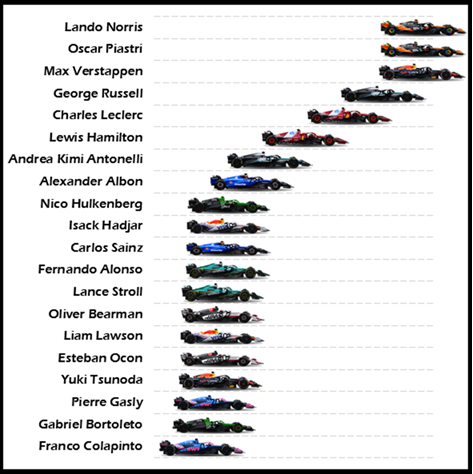 Lando Norris
Oscar Piastri
Max Verstappen
George Russell
Charles Leclerc
Lewis Hamilton
Andrea Kimi Antonelli
Alexander Albon
Nico Hulkenberg
Isack Hadjar
Carlos Sainz
Fernando Alonso
Lance Stroll
Oliver Bearman
Liam Lawson
Esteban Ocon
Yuki Tsunoda
Pierre Gasly
Gabriel Bortoleto
Franco Colapinto